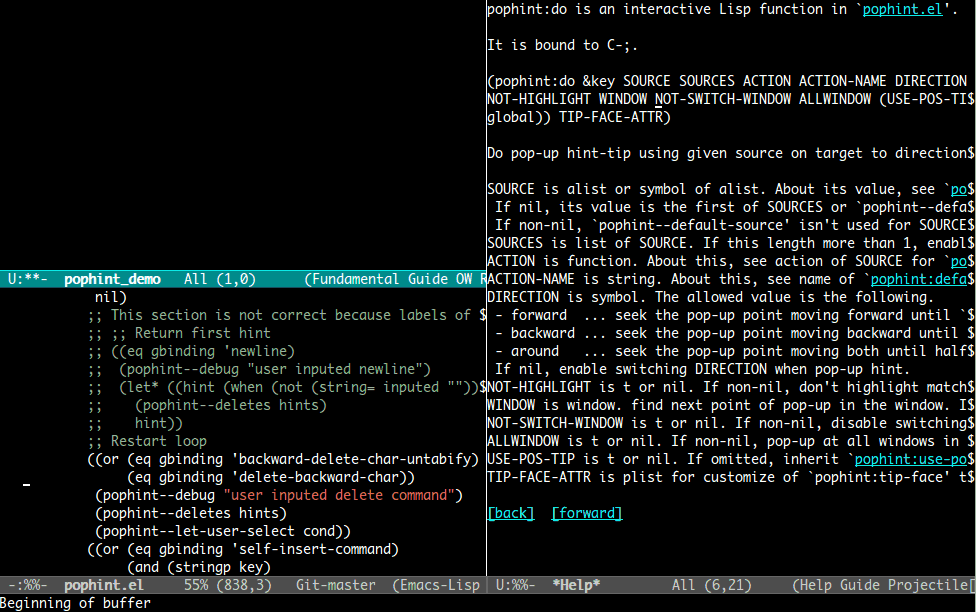 U:**-  pophint_demo   All (1,0)      (Fundamental Guide OW R
            nil)
           ;; This section is not correct because labels of $
           ;; ;; Return first hint
           ;; ((eq gbinding 'newline)
           ;;  (pophint--debug "user inputed newline")
           ;;  (let* ((hint (when (not (string= inputed ""))$
           ;;    (pophint--deletes hints)
           ;;    hint))
           ;; Restart loop
           ((or (eq gbinding 'backward-delete-char-untabify)
                (eq gbinding 'delete-backward-char))
            (pophint--debug "user inputed delete command")
            (pophint--deletes hints)
            (pophint--let-user-select cond))
           ((or (eq gbinding 'self-insert-command)
                (and (stringp key)
-:%%-  pophint.el     55% (838,3)   Git-master  (Emacs-Lisp
pophint:do is an interactive Lisp function in `pophint.el'.
It is bound to C-;.
(pophint:do &key SOURCE SOURCES ACTION ACTION-NAME DIRECTION
NOT-HIGHLIGHT WINDOW NOT-SWITCH-WINDOW ALLWINDOW (USE-POS-TI$
global)) TIP-FACE-ATTR)
Do pop-up hint-tip using given source on target to direction$
SOURCE is alist or symbol of alist. About its value, see `po$
 If nil, its value is the first of SOURCES or `pophint--defa$
 If non-nil, `pophint--default-source' isn't used for SOURCE$
SOURCES is list of SOURCE. If this length more than 1, enabl$
ACTION is function. About this, see action of SOURCE for `po$
ACTION-NAME is string. About this, see name of `pophint:defa$
DIRECTION is symbol. The allowed value is the following.
 - forward  ... seek the pop-up point moving forward until `$
 - backward ... seek the pop-up point moving backward until $
 - around   ... seek the pop-up point moving both until half$
 If nil, enable switching DIRECTION when pop-up hint.
NOT-HIGHLIGHT is t or nil. If non-nil, don't highlight match$
WINDOW is window. find next point of pop-up in the window. I$
NOT-SWITCH-WINDOW is t or nil. If non-nil, disable switching$
ALLWINDOW is t or nil. If non-nil, pop-up at all windows in $
USE-POS-TIP is t or nil. If omitted, inherit `pophint:use-po$
TIP-FACE-ATTR is plist for customize of `pophint:tip-face' t$
[back]  [forward]
U:%%-  *Help*         All (6,21)     (Help Guide Projectile[
Beginning of buffer